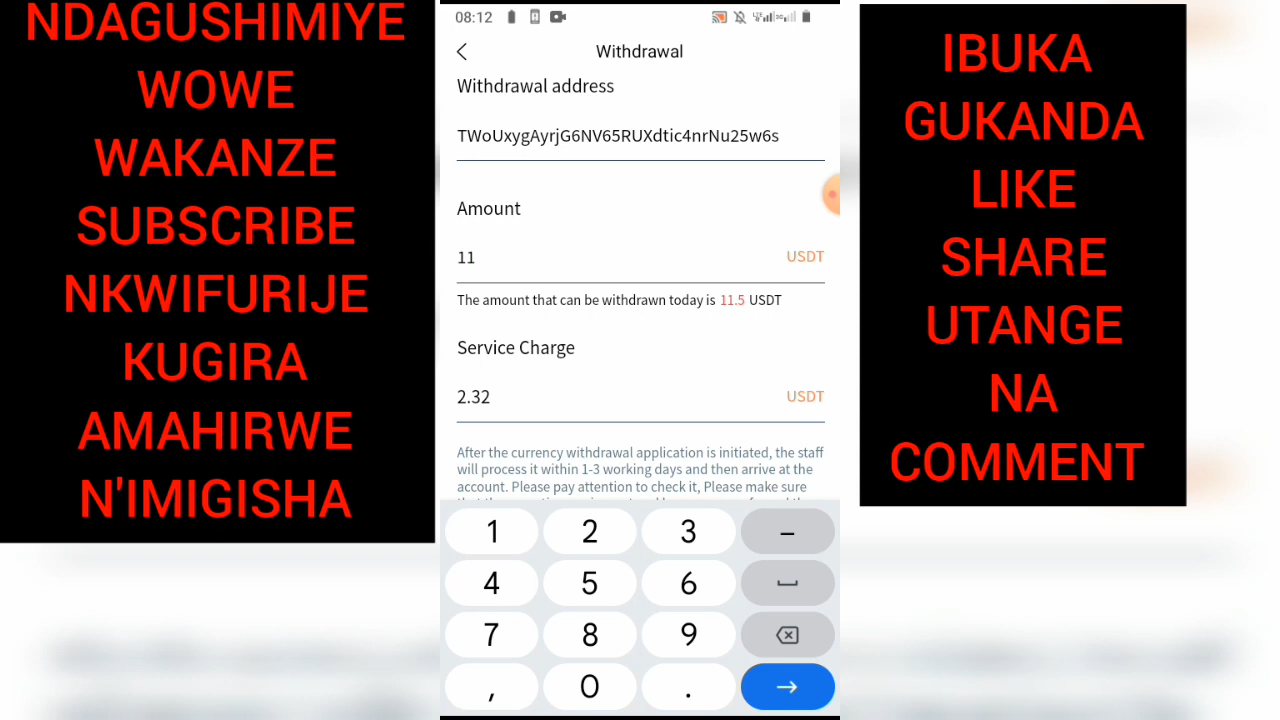 NDAGUSHIMIYE
WOWE
WAKANZE
SUBSCRIBE
NKWIFURIJE
KUGIRA
AMAHIRWE
N'IMIGISHA
08:12
Withdrawal
Withdrawal address
TWoUxygAyrjG6NV65RUXdtic4nrNu25w6s
Amount
11 USDT
The amount that can be withdrawn today is 11.5 USDT
Service Charge
2.32 USDT
After the currency withdrawal application is initiated, the staff
will process it within 1-3 working days and then arrive at the
account. Please pay attention to check it, Please make sure
1 2 3 –
4 5 6
7 8 9
, 0 .
IBUKA
GUKANDA
LIKE
SHARE
UTANGE
NA
COMMENT